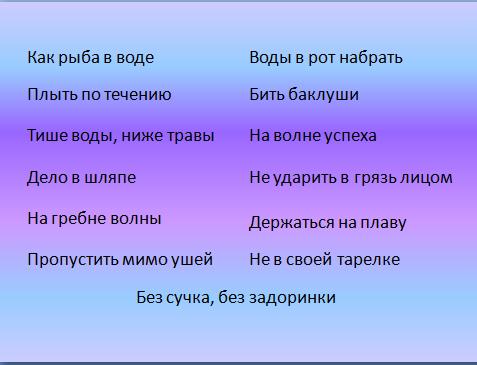 Как рыба в воде
Воды в рот набрать
Плыть по течению
Бить баклуши
Тише воды, ниже травы
На волне успеха
Дело в шляпе
Не ударить в грязь лицом
На гребне волны
Держаться на плаву
Пропустить мимо ушей
Не в своей тарелке
Без сучка, без задоринки